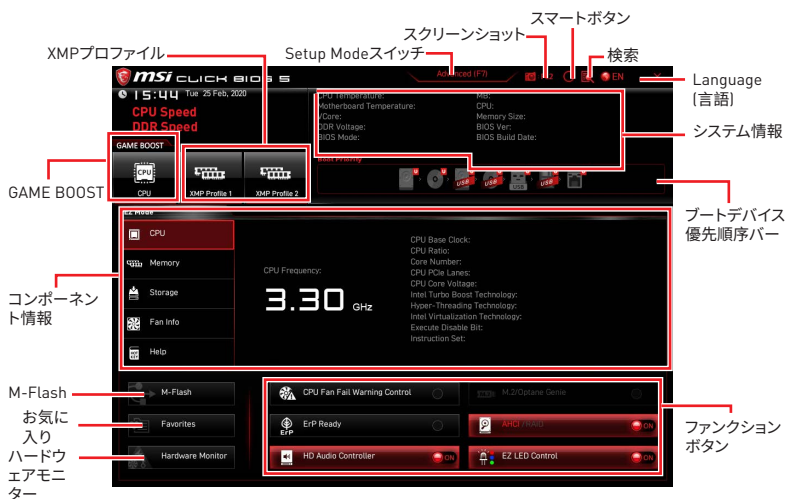 スマートボタン
スクリーンショット
XMPプロファイル
Setup Modeスイッチ
検索
msi CLICK BIOS 5
Advanced (F7)
F12
EN
X
Language
(言語)
15:44 Tue 25 Feb, 2020
CPU Speed
DDR Speed
CPU Temperature:
Motherboard Temperature:
VCore:
DDR Voltage:
BIOS Mode:
MB:
CPU:
Memory Size:
BIOS Ver:
BIOS Build Date:
システム情報
GAME BOOST
CPU
CPU
XMP Profile 1
XMP Profile 2
Boot Priority
U
U
USB
USB
USB
USB
U
GAME BOOST
ブートデバイス
優先順序バー
EZ Mode
CPU
Memory
Storage
Fan Info
Help
CPU Frequency:
3.30 GHz
CPU Base Clock:
CPU Ratio:
Core Number:
CPU PCIe Lanes:
CPU Core Voltage:
Intel Turbo Boost Technology:
Hyper-Threading Technology:
Intel Virtualization Technology:
Execute Disable Bit:
Instruction Set:
コンポーネン
ト情報
M-Flash
お気に
入り
ハードウ
ェアモニ
ター
M-Flash
Favorites
Hardware Monitor
CPU Fan Fail Warning Control
M.2/Optane Genie
ErP
ErP Ready
AHCI /RAID
ON
HD Audio Controller
ON
EZ LED Control
ON
ファンクション
ボタン